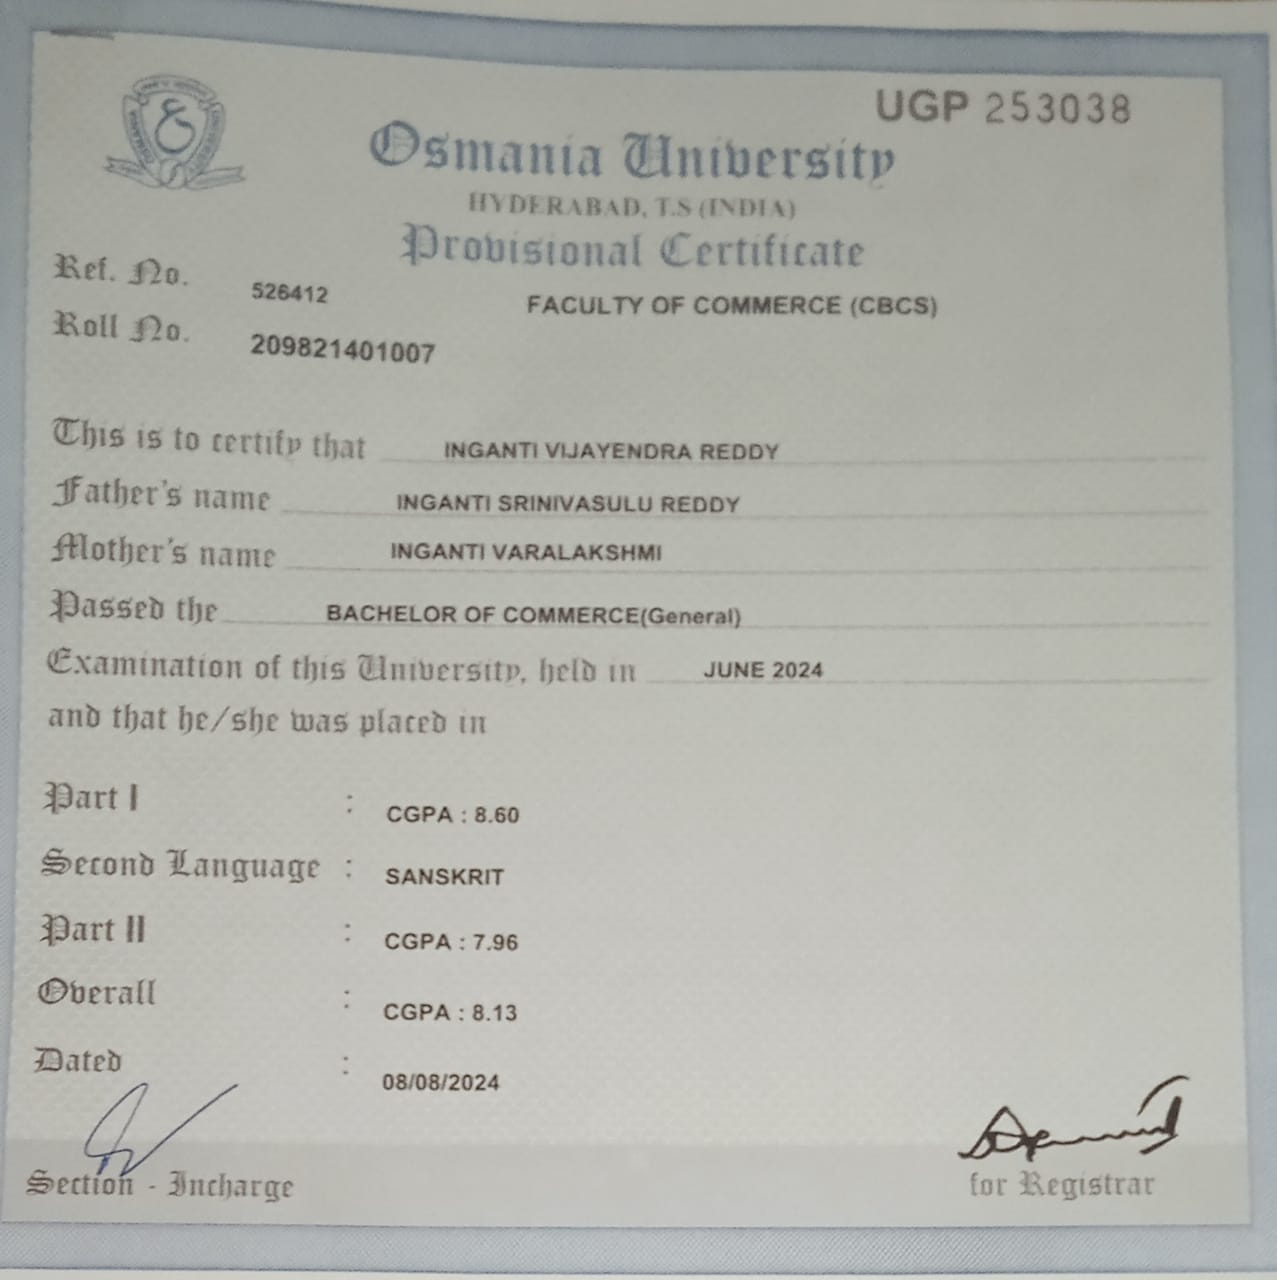 UGP 253038
Osmania University
HYDERABAD, T.S (INDIA)
Provisional Certificate
Ref. No. 526412
FACULTY OF COMMERCE (CBCS)
Roll No. 209821401007
This is to certify that INGANTI VIJAYENDRA REDDY
Father's name INGANTI SRINIVASULU REDDY
Mother's name INGANTI VARALAKSHMI
Passed the BACHELOR OF COMMERCE(General)
Examination of this University, held in JUNE 2024
and that he/she was placed in
Part I : CGPA : 8.60
Second Language : SANSKRIT
Part II : CGPA : 7.96
Overall : CGPA : 8.13
Dated : 08/08/2024
Section - Incharge
for Registrar